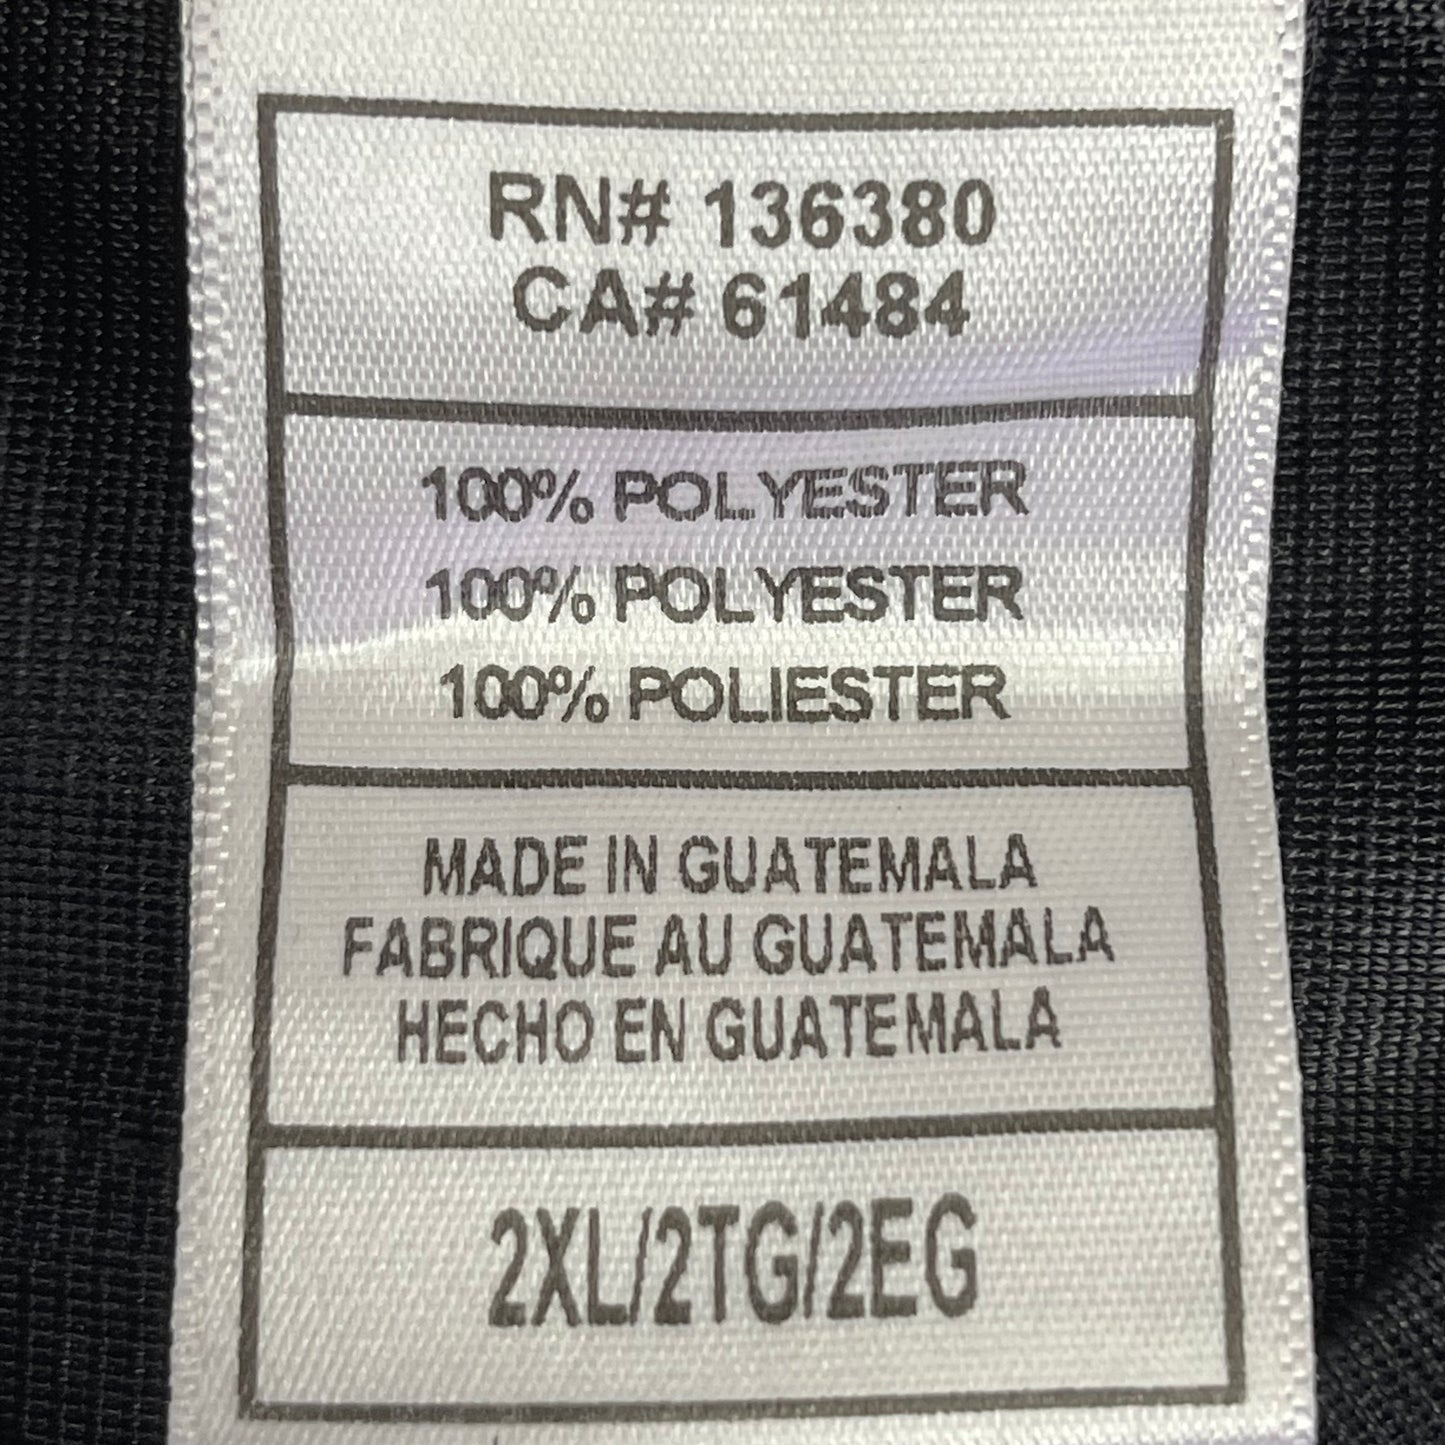 RN# 136380
CA# 61484
100% POLYESTER
100% POLYESTER
100% POLIESTER
MADE IN GUATEMALA
FABRIQUE AU GUATEMALA
HECHO EN GUATEMALA
2XL/2TG/2EG